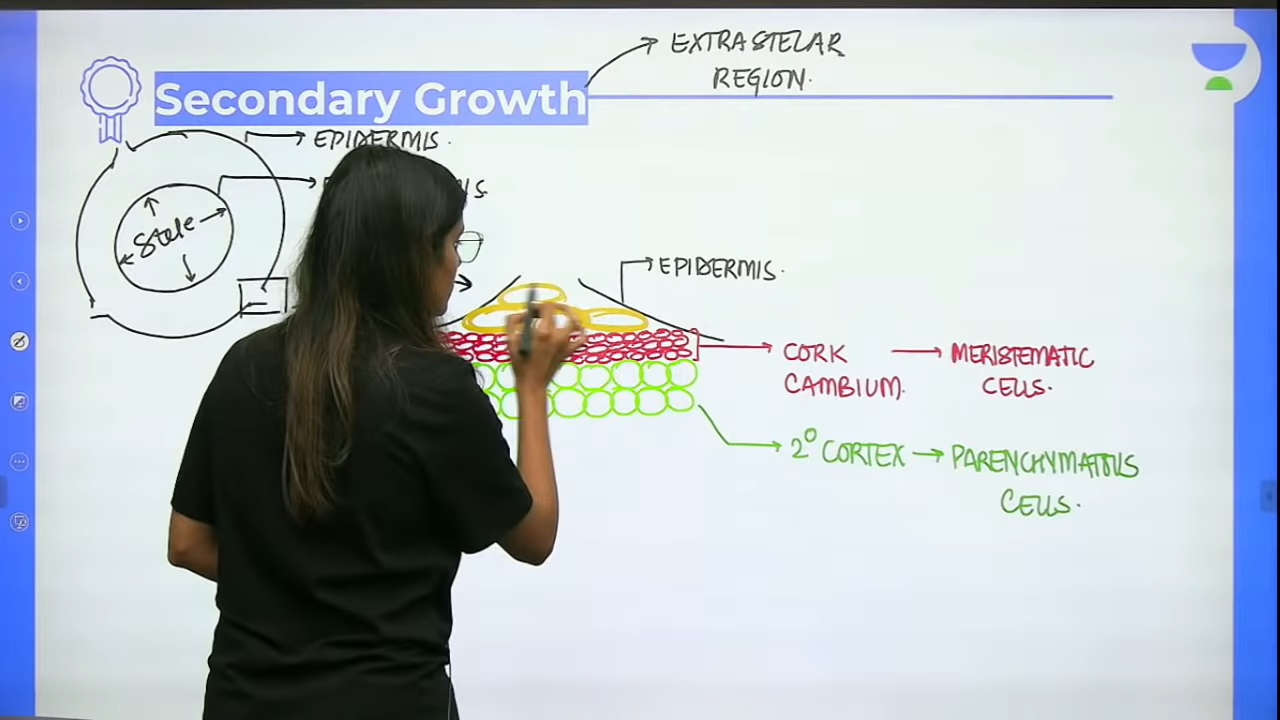 EXTRASTELAR
REGION.
Secondary Growth
EPIDERMIS.
Stele
EPIDERMIS.
CORK
CAMBIUM.
MERISTEMATIC
CELLS.
2° CORTEX
PARENCHYMATOUS
CELLS.